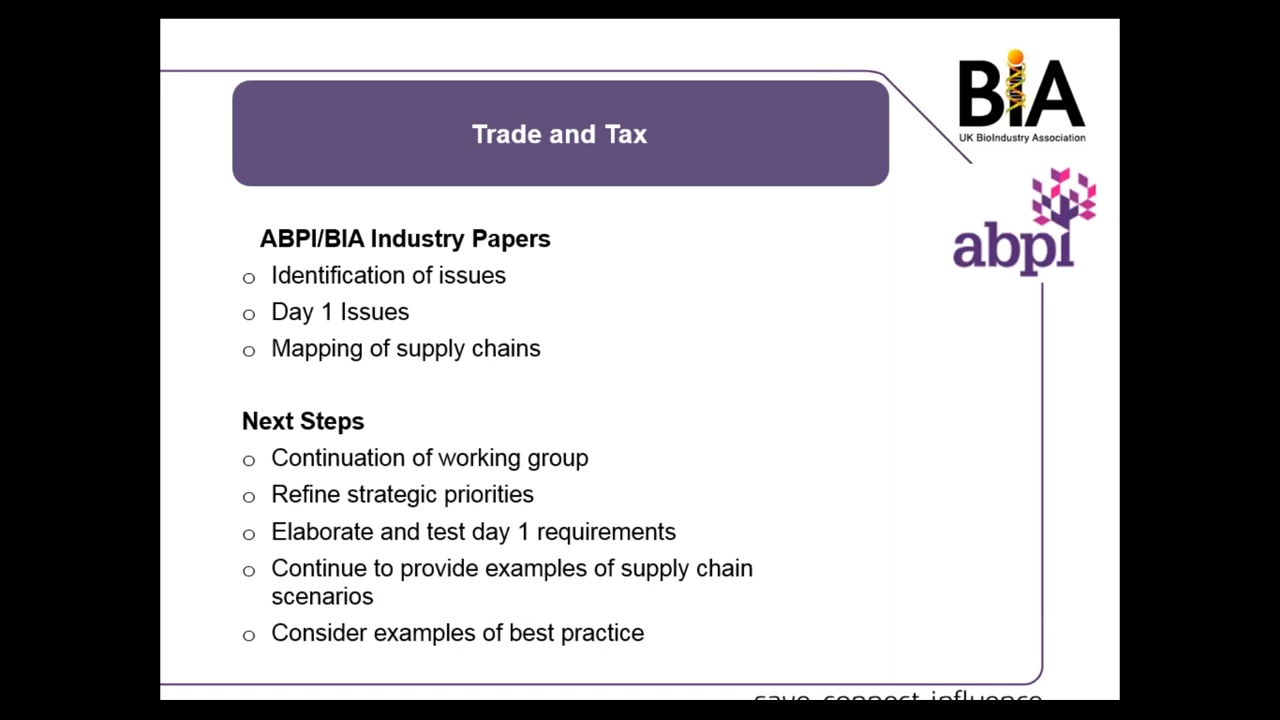 BiA
UK BioIndustry Association
Trade and Tax
abpi
ABPI/BIA Industry Papers
o Identification of issues
o Day 1 Issues
o Mapping of supply chains
Next Steps
o Continuation of working group
o Refine strategic priorities
o Elaborate and test day 1 requirements
o Continue to provide examples of supply chain
scenarios
o Consider examples of best practice
save connect influence